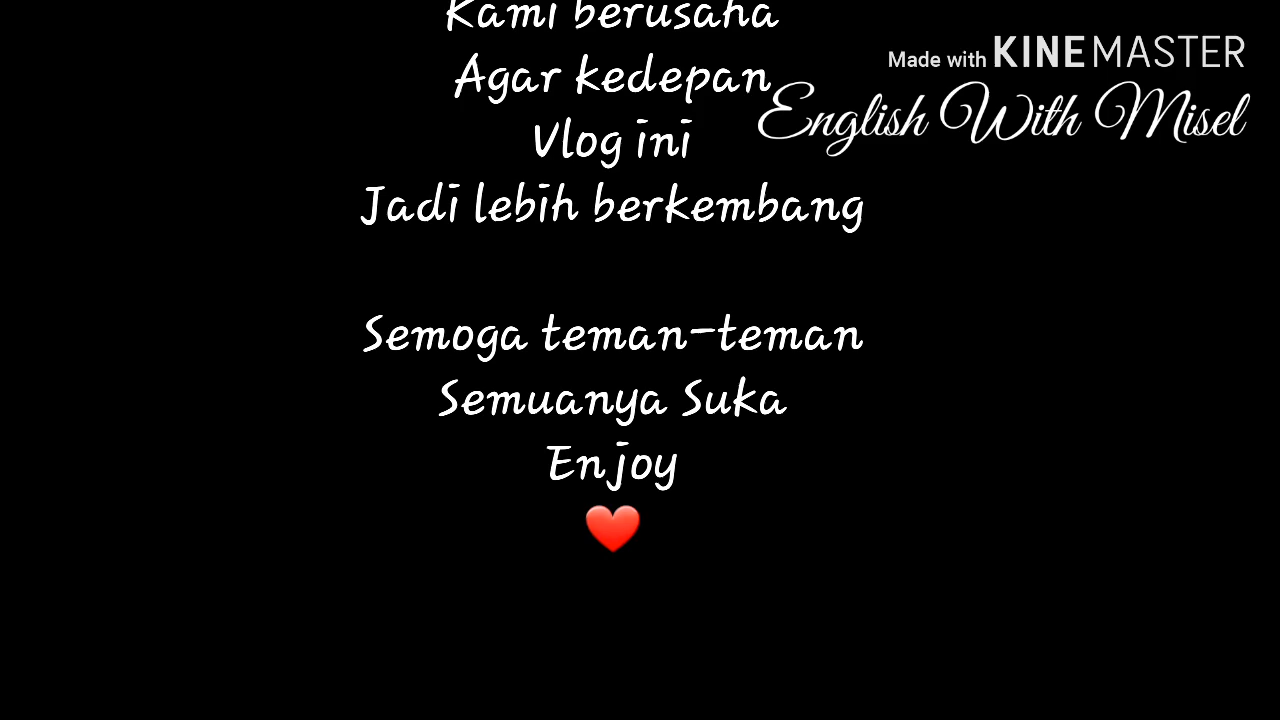 Kami berusaha
Agar kedepan
Vlog ini
Jadi lebih berkembang
Semoga teman-teman
Semuanya Suka
Enjoy
❤️
Made with KINEMASTER
English With Misel